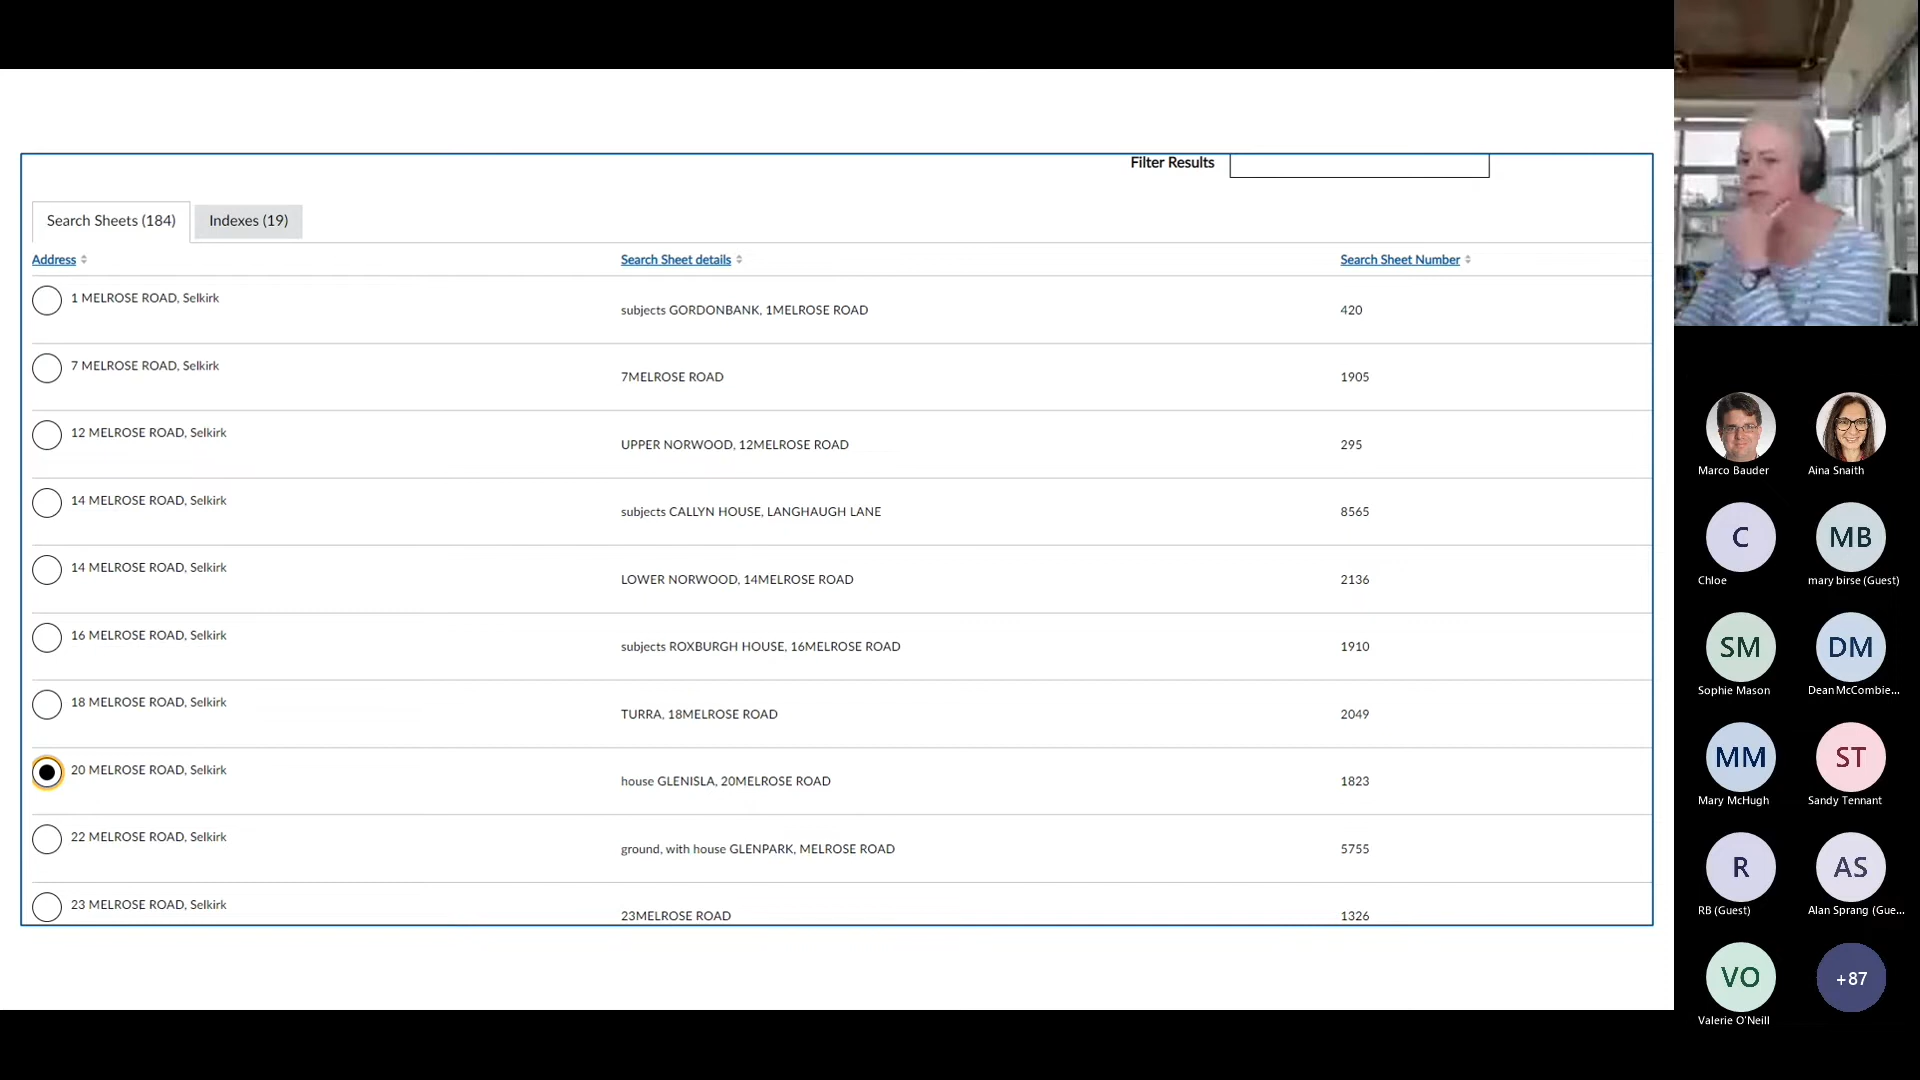 Filter Results
Search Sheets (184) Indexes (19)
Address Search Sheet details Search Sheet Number
1 MELROSE ROAD, Selkirk subjects GORDONBANK, 1MELROSE ROAD 420
7 MELROSE ROAD, Selkirk 7MELROSE ROAD 1905
12 MELROSE ROAD, Selkirk UPPER NORWOOD, 12MELROSE ROAD 295
14 MELROSE ROAD, Selkirk subjects CALLYN HOUSE, LANGHAUGH LANE 8565
14 MELROSE ROAD, Selkirk LOWER NORWOOD, 14MELROSE ROAD 2136
16 MELROSE ROAD, Selkirk subjects ROXBURGH HOUSE, 16MELROSE ROAD 1910
18 MELROSE ROAD, Selkirk TURRA, 18MELROSE ROAD 2049
20 MELROSE ROAD, Selkirk house GLENISLA, 20MELROSE ROAD 1823
22 MELROSE ROAD, Selkirk ground, with house GLENPARK, MELROSE ROAD 5755
23 MELROSE ROAD, Selkirk 23MELROSE ROAD 1326
Marco Bauder Aina Snaith
C MB
Chloe mary birse (Guest)
SM DM
Sophie Mason Dean McCombie...
MM ST
Mary McHugh Sandy Tennant
R AS
RB (Guest) Alan Sprang (Gue...
VO +87
Valerie O'Neill